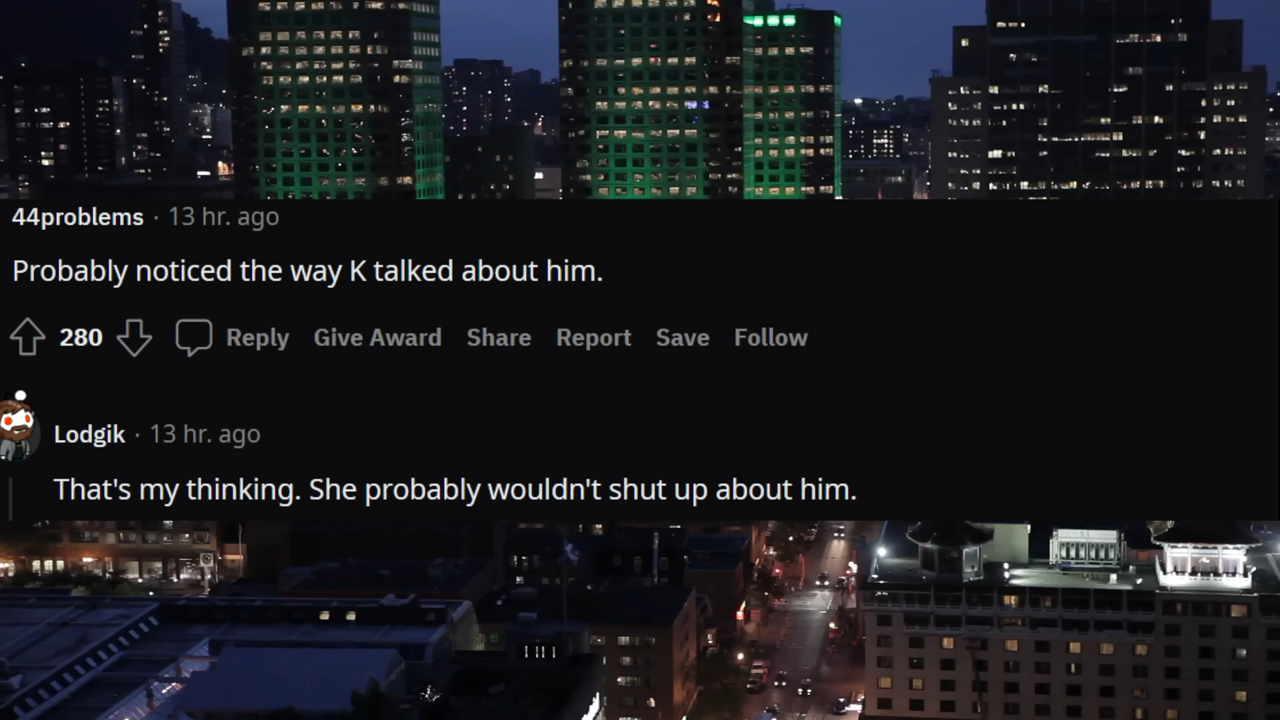 44problems · 13 hr. ago
Probably noticed the way K talked about him.
280 Reply Give Award Share Report Save Follow
Lodgik · 13 hr. ago
That's my thinking. She probably wouldn't shut up about him.